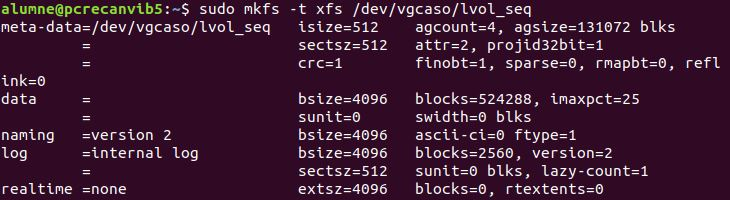 alumne@pcrecanvib5:~$ sudo mkfs -t xfs /dev/vgcaso/lvol_seq
meta-data=/dev/vgcaso/lvol_seq   isize=512    agcount=4, agsize=131072 blks
         =                       sectsz=512   attr=2, projid32bit=1
         =                       crc=1        finobt=1, sparse=0, rmapbt=0, refl
ink=0
data     =                       bsize=4096   blocks=524288, imaxpct=25
         =                       sunit=0      swidth=0 blks
naming   =version 2              bsize=4096   ascii-ci=0 ftype=1
log      =internal log           bsize=4096   blocks=2560, version=2
         =                       sectsz=512   sunit=0 blks, lazy-count=1
realtime =none                   extsz=4096   blocks=0, rtextents=0